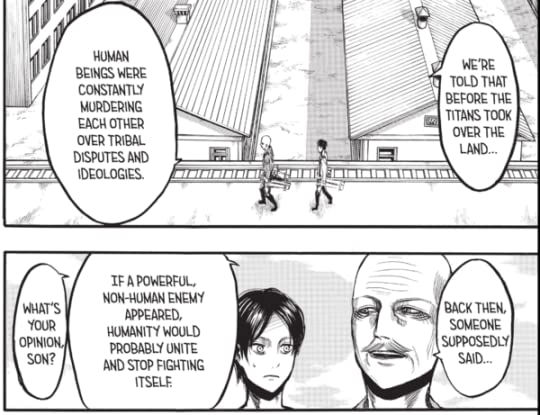 WE'RE
TOLD THAT
BEFORE THE
TITANS TOOK
OVER THE
LAND...
HUMAN
BEINGS WERE
CONSTANTLY
MURDERING
EACH OTHER
OVER TRIBAL
DISPUTES AND
IDEOLOGIES.
BACK THEN,
SOMEONE
SUPPOSEDLY
SAID...
IF A POWERFUL,
NON-HUMAN ENEMY
APPEARED,
HUMANITY WOULD
PROBABLY UNITE
AND STOP FIGHTING
ITSELF.
WHAT'S
YOUR
OPINION,
SON?